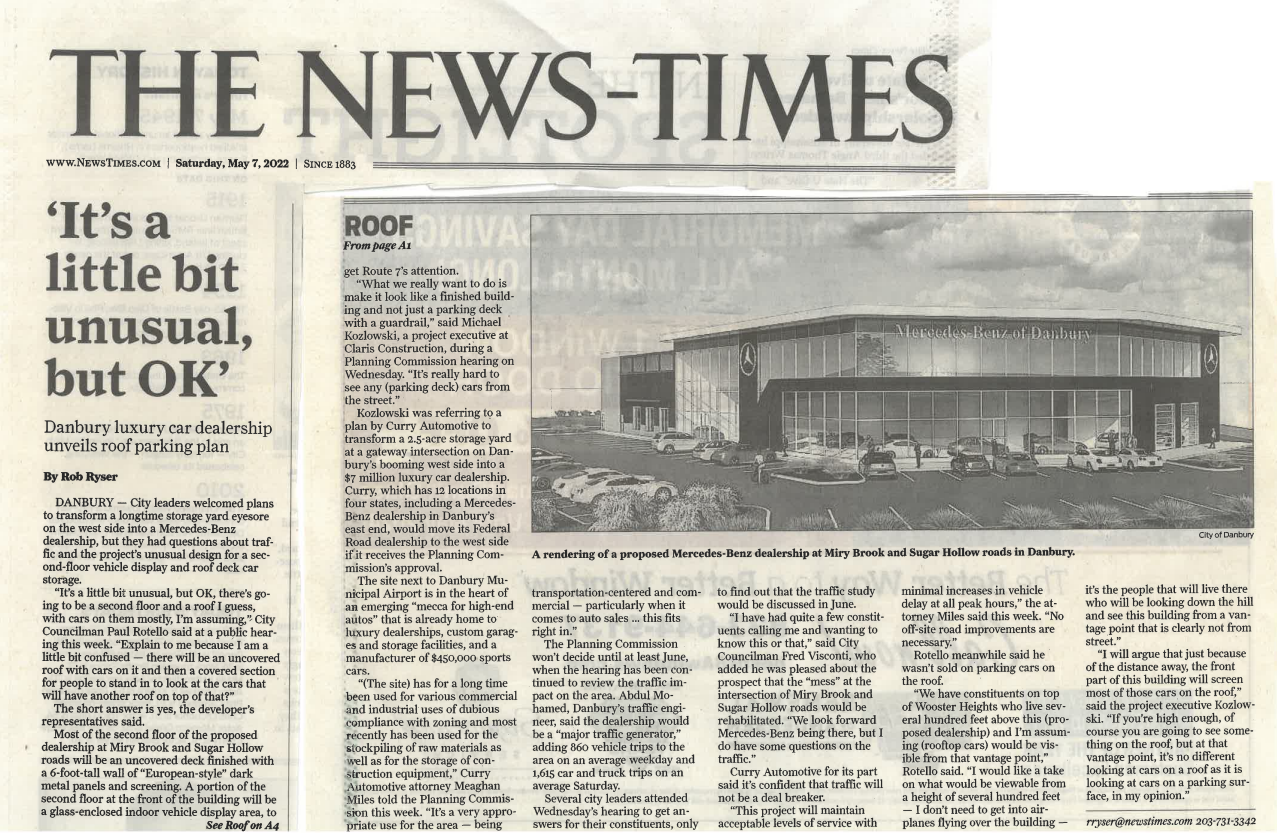 THE NEWS-TIMES
WWW.NEWSTIMES.COM | Saturday, May 7, 2022 | SINCE 1883
‘It’s a
little bit
unusual,
but OK’
Danbury luxury car dealership
unveils roof parking plan
By Rob Ryser
DANBURY — City leaders welcomed plans
to transform a longtime storage yard eyesore
on the west side into a Mercedes-Benz
dealership, but they had questions about traf-
fic and the project’s unusual design for a sec-
ond-floor vehicle display and roof deck car
storage.
“It’s a little bit unusual, but OK, there’s go-
ing to be a second floor and a roof I guess,
with cars on them mostly, I’m assuming,” City
Councilman Paul Rotello said at a public hear-
ing this week. “Explain to me because I am a
little bit confused — there will be an uncovered
roof with cars on it and then a covered section
for people to stand in to look at the cars that
will have another roof on top of that?”
The short answer is yes, the developer’s
representatives said.
Most of the second floor of the proposed
dealership at Miry Brook and Sugar Hollow
roads will be an uncovered deck finished with
a 6-foot-tall wall of “European-style” dark
metal panels and screening. A portion of the
second floor at the front of the building will be
a glass-enclosed indoor vehicle display area, to
See Roof on A4
ROOF
From page A1
get Route 7’s attention.
“What we really want to do is
make it look like a finished build-
ing and not just a parking deck
with a guardrail,” said Michael
Kozlowski, a project executive at
Claris Construction, during a
Planning Commission hearing on
Wednesday. “It’s really hard to
see any (parking deck) cars from
the street.”
Kozlowski was referring to a
plan by Curry Automotive to
transform a 2.5-acre storage yard
at a gateway intersection on Dan-
bury’s booming west side into a
$7 million luxury car dealership.
Curry, which has 12 locations in
four states, including a Mercedes-
Benz dealership in Danbury’s
east end, would move its Federal
Road dealership to the west side
if it receives the Planning Com-
mission’s approval.
The site next to Danbury Mu-
nicipal Airport is in the heart of
an emerging “mecca for high-end
autos” that is already home to
luxury dealerships, custom garag-
es and storage facilities, and a
manufacturer of $450,000 sports
cars.
“(The site) has for a long time
been used for various commercial
and industrial uses of dubious
compliance with zoning and most
recently has been used for the
stockpiling of raw materials as
well as for the storage of con-
struction equipment,” Curry
Automotive attorney Meaghan
Miles told the Planning Commis-
sion this week. “It’s a very appro-
priate use for the area — being
Mercedes-Benz of Danbury
City of Danbury
A rendering of a proposed Mercedes-Benz dealership at Miry Brook and Sugar Hollow roads in Danbury.
transportation-centered and com-
mercial — particularly when it
comes to auto sales ... this fits
right in.”
The Planning Commission
won’t decide until at least June,
when the hearing has been con-
tinued to review the traffic im-
pact on the area. Abdul Mo-
hamed, Danbury’s traffic engi-
neer, said the dealership would
be a “major traffic generator,”
adding 860 vehicle trips to the
area on an average weekday and
1,615 car and truck trips on an
average Saturday.
Several city leaders attended
Wednesday’s hearing to get an-
swers for their constituents, only
to find out that the traffic study
would be discussed in June.
“I have had quite a few constit-
uents calling me and wanting to
know this or that,” said City
Councilman Fred Visconti, who
added he was pleased about the
prospect that the “mess” at the
intersection of Miry Brook and
Sugar Hollow roads would be
rehabilitated. “We look forward
Mercedes-Benz being there, but I
do have some questions on the
traffic.”
Curry Automotive for its part
said it’s confident that traffic will
not be a deal breaker.
“This project will maintain
acceptable levels of service with
minimal increases in vehicle
delay at all peak hours,” the at-
torney Miles said this week. “No
off-site road improvements are
necessary.”
Rotello meanwhile said he
wasn’t sold on parking cars on
the roof.
“We have constituents on top
of Wooster Heights who live sev-
eral hundred feet above this (pro-
posed dealership) and I’m assum-
ing (rooftop cars) would be vis-
ible from that vantage point,”
Rotello said. “I would like a take
on what would be viewable from
a height of several hundred feet
— I don’t need to get into air-
planes flying over the building —
it’s the people that will live there
who will be looking down the hill
and see this building from a van-
tage point that is clearly not from
street.”
“I will argue that just because
of the distance away, the front
part of this building will screen
most of those cars on the roof,”
said the project executive Kozlow-
ski. “If you’re high enough, of
course you are going to see some-
thing on the roof, but at that
vantage point, it’s no different
looking at cars on a roof as it is
looking at cars on a parking sur-
face, in my opinion.”
rryser@newstimes.com 203-731-3342